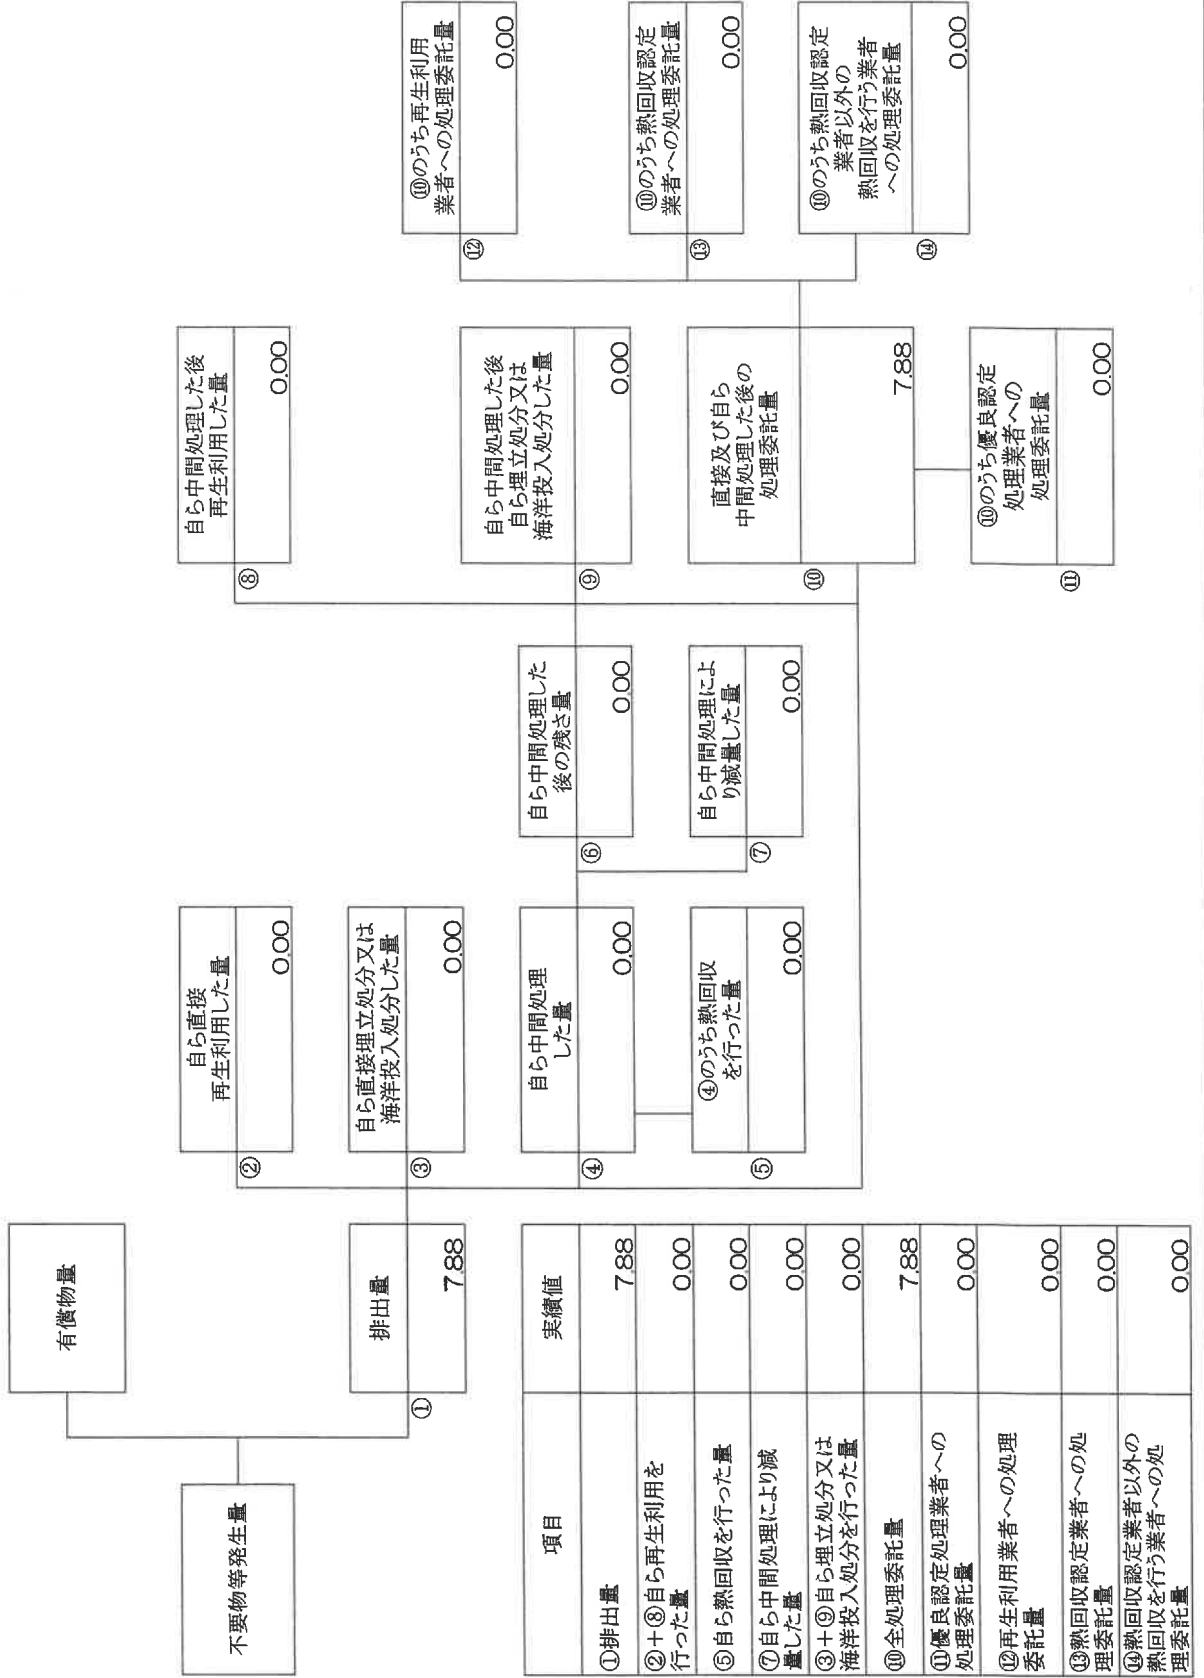 不要物等発生量
有償物量
①
排出量
7.88
②
自ら直接
再生利用した量
0.00
③
自ら直接埋立処分又は
海洋投入処分した量
0.00
④
自ら中間処理
した量
0.00
⑤
④のうち熱回収
を行った量
0.00
⑥
自ら中間処理した
後の残さ量
0.00
⑦
自ら中間処理によ
り減量した量
0.00
⑧
自ら中間処理した後
再生利用した量
0.00
⑨
自ら中間処理した後
自ら埋立処分又は
海洋投入処分した量
0.00
⑩
直接及び自ら
中間処理した後の
処理委託量
7.88
⑪
⑩のうち優良認定
処理業者への
処理委託量
0.00
⑫
⑩のうち再生利用
業者への処理委託量
0.00
⑬
⑩のうち熱回収認定
業者への処理委託量
0.00
⑭
⑩のうち熱回収認定
業者以外の
熱回収を行う業者
への処理委託量
0.00
項目 実績値
①排出量 7.88
②+⑧自ら再生利用を
行った量 0.00
⑤自ら熱回収を行った量 0.00
⑦自ら中間処理により減
量した量 0.00
③+⑨自ら埋立処分又は
海洋投入処分を行った量 0.00
⑩全処理委託量 7.88
⑪優良認定処理業者への
処理委託量 0.00
⑫再生利用業者への処理
委託量 0.00
⑬熱回収認定業者への処
理委託量 0.00
⑭熱回収認定業者以外の
熱回収を行う業者への処
理委託量 0.00